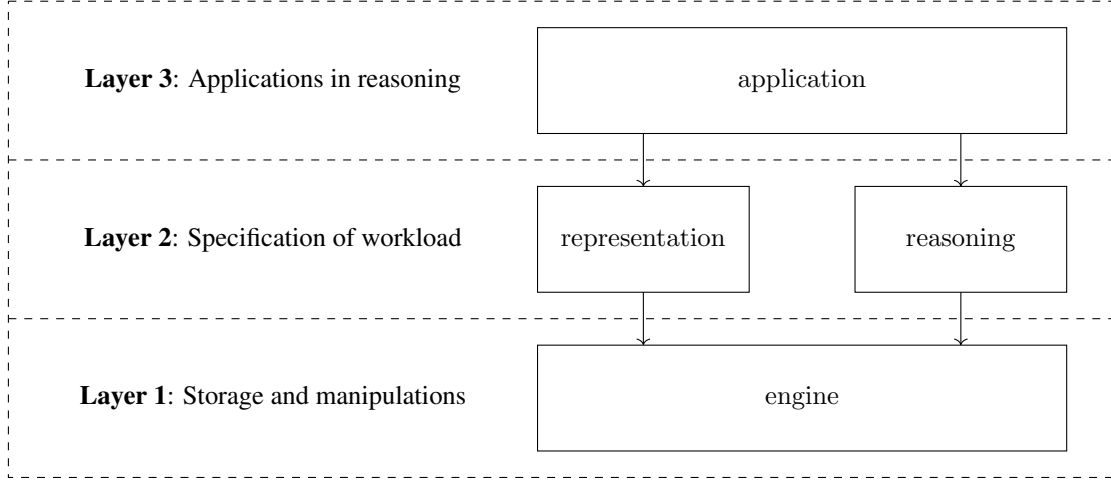 Layer 3: Applications in reasoning
application
Layer 2: Specification of workload
representation
reasoning
Layer 1: Storage and manipulations
engine